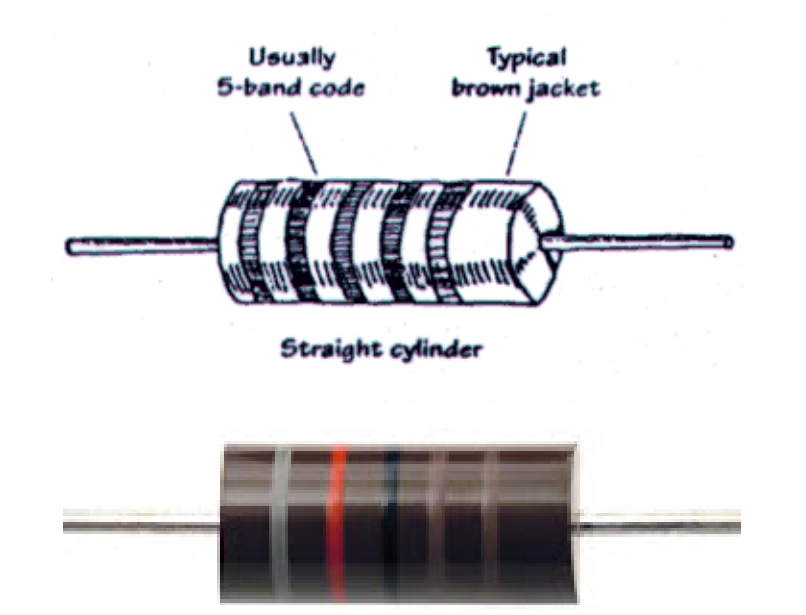 Usually
5-band code
Typical
brown jacket
Straight cylinder